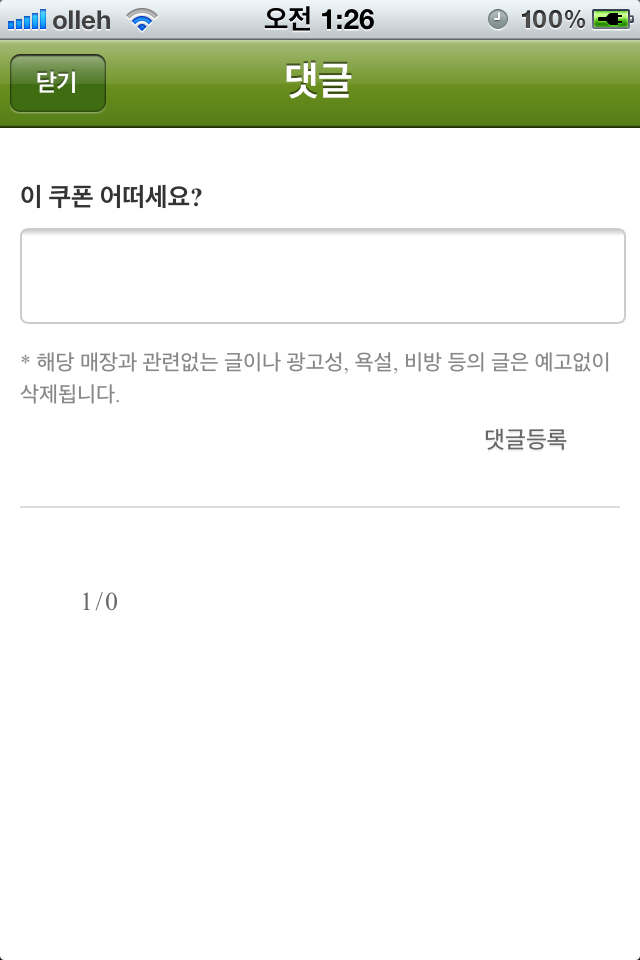 olleh 오전 1:26 100%
닫기 댓글
이 쿠폰 어떠세요?
* 해당 매장과 관련없는 글이나 광고성, 욕설, 비방 등의 글은 예고없이
삭제됩니다.
댓글등록
1/0